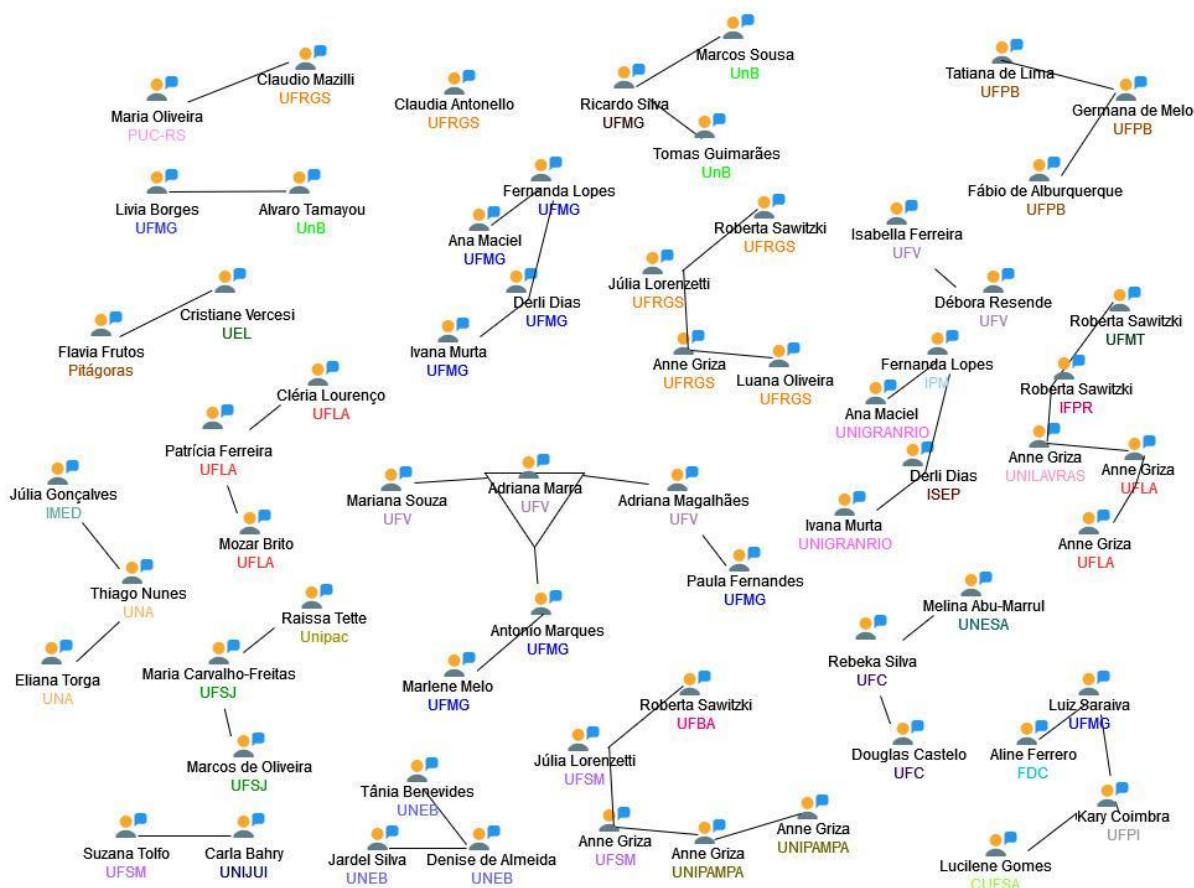 Claudio Mazilli
UFRGS
Maria Oliveira
PUC-RS
Claudia Antonello
UFRGS
Marcos Sousa
UnB
Ricardo Silva
UFMG
Tomas Guimarães
UnB
Tatiana de Lima
UFPB
Germana de Melo
UFPB
Fábio de Alburquerque
UFPB
Livia Borges
UFMG
Alvaro Tamayou
UnB
Fernanda Lopes
UFMG
Ana Maciel
UFMG
Derli Dias
UFMG
Ivana Murta
UFMG
Roberta Sawitzki
UFRGS
Júlia Lorenzetti
UFRGS
Anne Griza
UFRGS
Luana Oliveira
UFRGS
Isabella Ferreira
UFV
Débora Resende
UFV
Cristiane Vercesi
UEL
Flavia Frutos
Pitágoras
Roberta Sawitzki
UFMT
Roberta Sawitzki
IFPR
Anne Griza
UNILAVRAS
Anne Griza
UFLA
Anne Griza
UFLA
Fernanda Lopes
IPM
Ana Maciel
UNIGRANRIO
Derli Dias
ISEP
Ivana Murta
UNIGRANRIO
Cléria Lourenço
UFLA
Patrícia Ferreira
UFLA
Mozar Brito
UFLA
Júlia Gonçalves
IMED
Thiago Nunes
UNA
Eliana Torga
UNA
Mariana Souza
UFV
Adriana Marra
UFV
Adriana Magalhães
UFV
Paula Fernandes
UFMG
Antonio Marques
UFMG
Marlene Melo
UFMG
Raissa Tette
Unipac
Maria Carvalho-Freitas
UFSJ
Marcos de Oliveira
UFSJ
Melina Abu-Marrul
UNESA
Rebeka Silva
UFC
Douglas Castelo
UFC
Luiz Saraiva
UFMG
Aline Ferrero
FDC
Kary Coimbra
UFPI
Lucilene Gomes
CUFSA
Roberta Sawitzki
UFBA
Júlia Lorenzetti
UFSM
Anne Griza
UFSM
Anne Griza
UNIPAMPA
Anne Griza
UNIPAMPA
Tânia Benevides
UNEB
Jardel Silva
UNEB
Denise de Almeida
UNEB
Suzana Tolfo
UFSM
Carla Bahry
UNIJUI